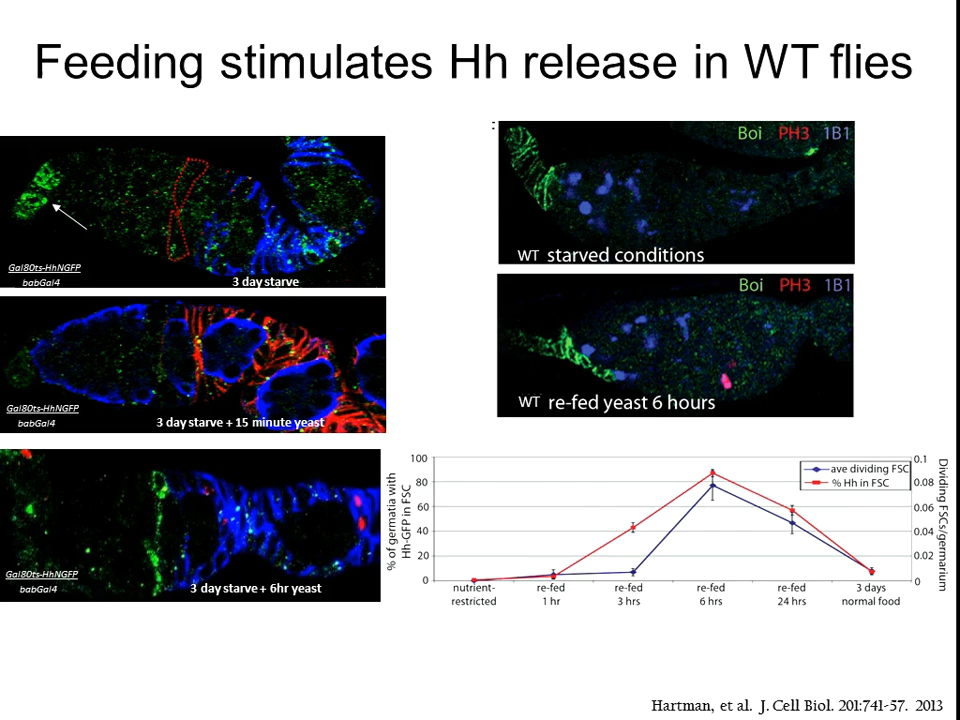 Feeding stimulates Hh release in WT flies
Gal80ts-HhNGFP
babGal4
3 day starve
Gal80ts-HhNGFP
babGal4
3 day starve + 15 minute yeast
Gal80ts-HhNGFP
babGal4
3 day starve + 6hr yeast
:
Boi PH3 1B1
WT starved conditions
Boi PH3 1B1
WT re-fed yeast 6 hours
% of germatia with
Hh-GFP in FSC
100
80
60
40
20
0
ave dividing FSC
% Hh in FSC
0.1
0.08
0.06
0.04
0.02
0
Dividing FSCs/germarium
nutrient-
restricted
re-fed
1 hr
re-fed
3 hrs
re-fed
6 hrs
re-fed
24 hrs
3 days
normal food
Hartman, et al. J. Cell Biol. 201:741-57. 2013